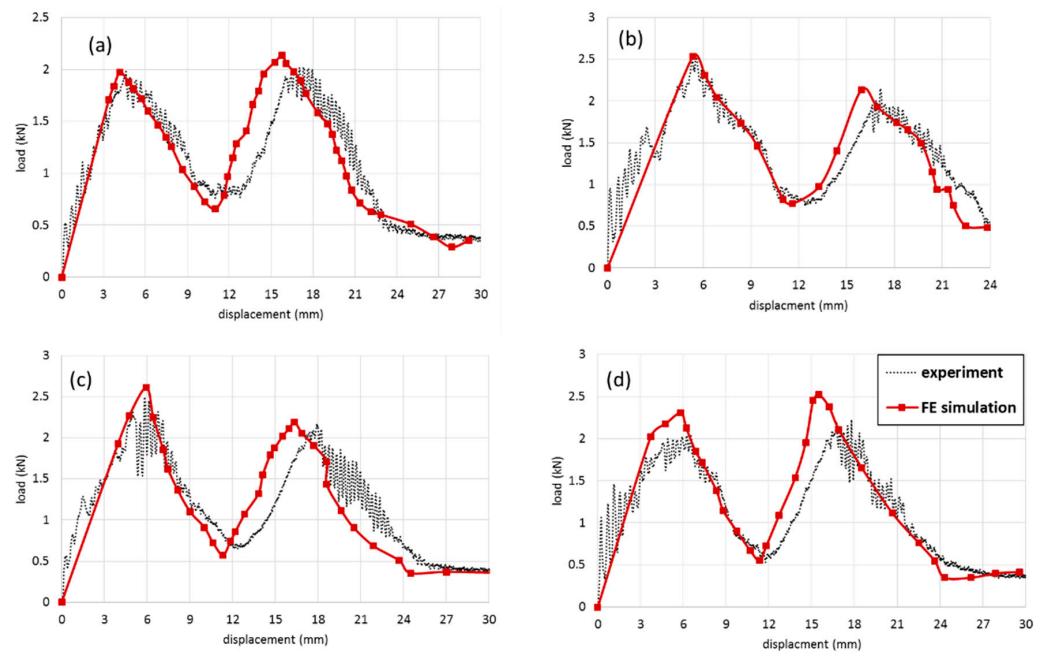 (a)
load (kN)
2.5
2
1.5
1
0.5
0
0 3 6 9 12 15 18 21 24 27 30
displacement (mm)
(b)
load (kN)
3
2.5
2
1.5
1
0.5
0
0 3 6 9 12 15 18 21 24
displacment (mm)
(c)
load (kN)
3
2.5
2
1.5
1
0.5
0
0 3 6 9 12 15 18 21 24 27 30
displacement (mm)
(d)
experiment
FE simulation
load (kN)
3
2.5
2
1.5
1
0.5
0
0 3 6 9 12 15 18 21 24 27 30
displacment (mm)